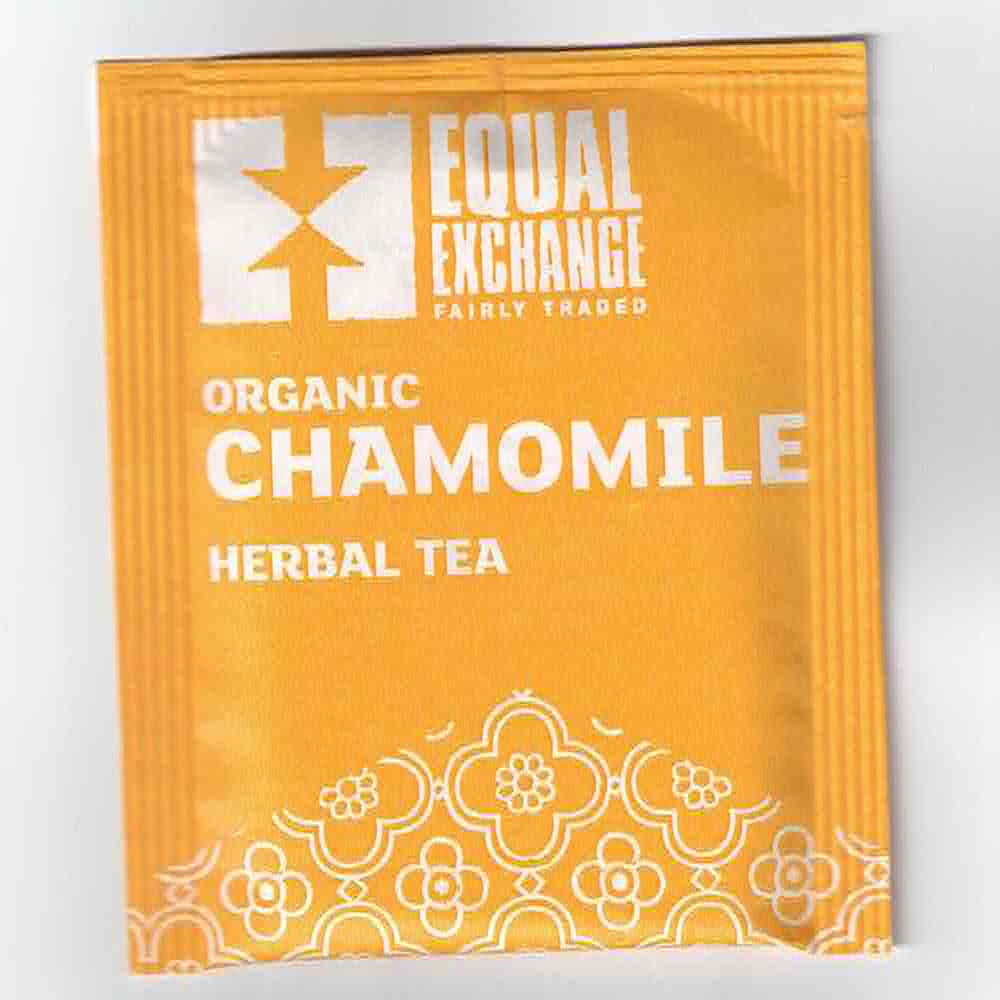 EQUAL
EXCHANGE
FAIRLY TRADED
ORGANIC
CHAMOMILE
HERBAL TEA